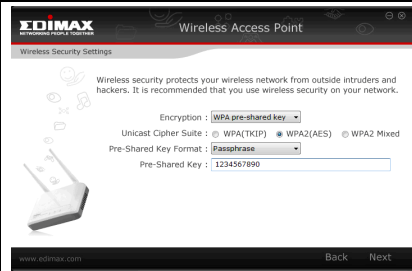 EDIMAX
NETWORKING PEOPLE TOGETHER
Wireless Access Point
Wireless Security Settings
Wireless security protects your wireless network from outside intruders and
hackers. It is recommended that you use wireless security on your network.
Encryption : WPA pre-shared key
Unicast Cipher Suite : WPA(TKIP) WPA2(AES) WPA2 Mixed
Pre-Shared Key Format : Passphrase
Pre-Shared Key : 1234567890
www.edimax.com Back Next